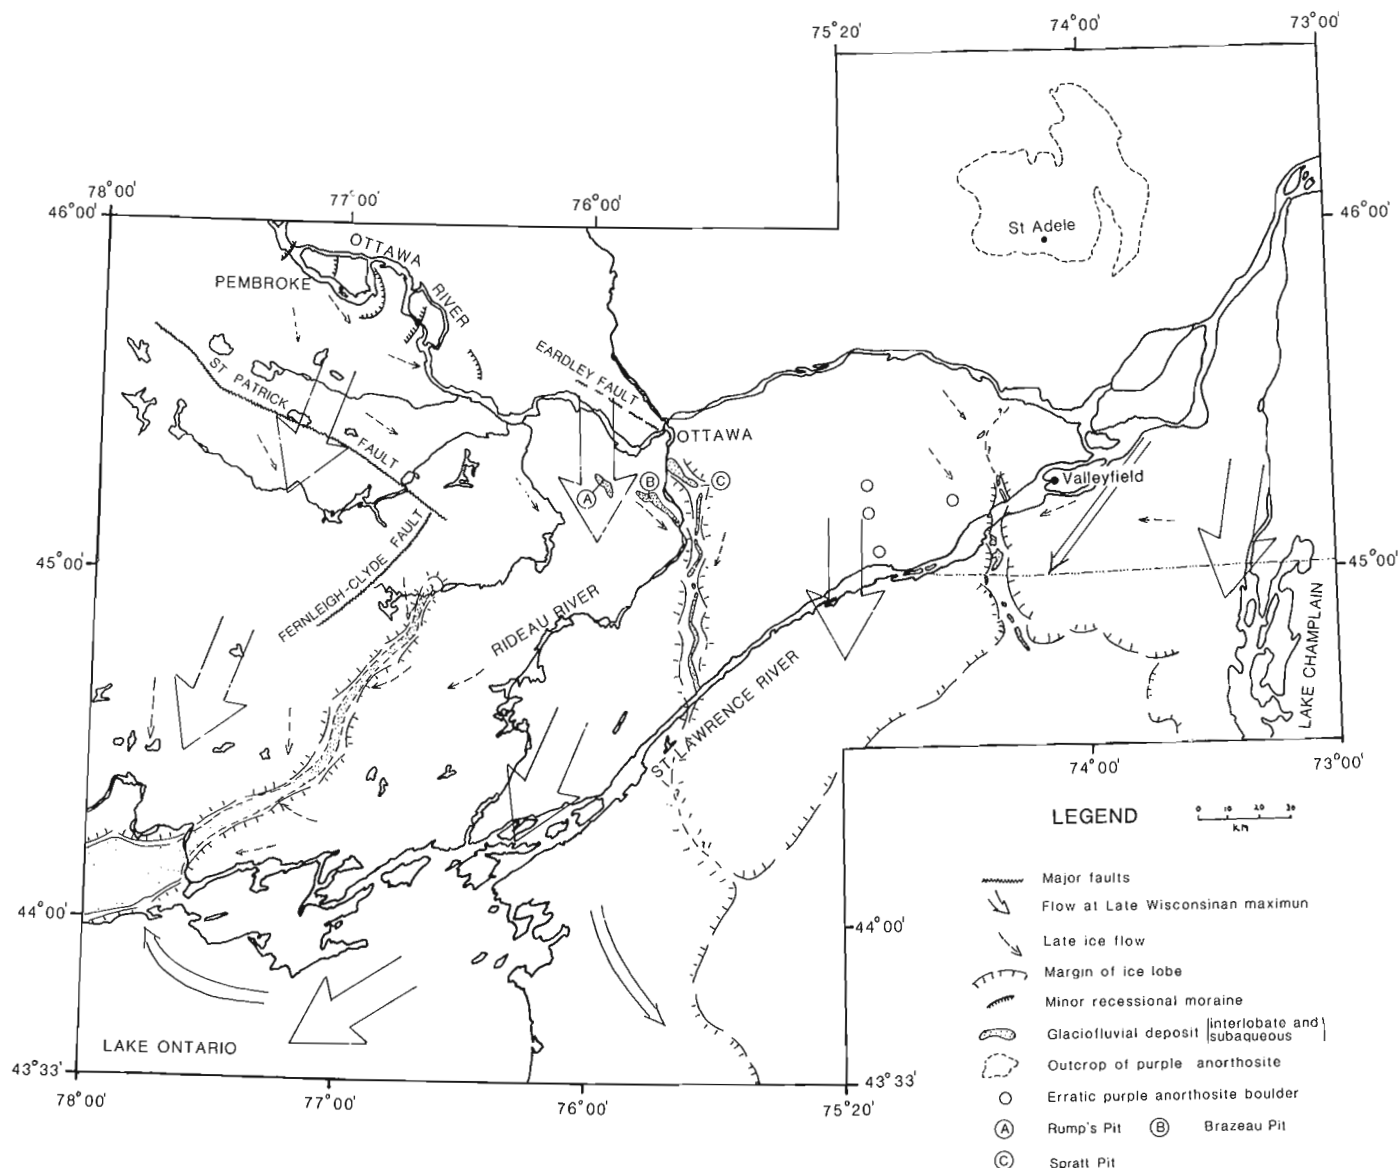 75°20'
74°00'
73°00'
78°00'
77°00'
76°00'
46°00'
46°00'
St Adele
OTTAWA
RIVER
PEMBROKE
EARDLEY FAULT
ST PATRICK
FAULT
OTTAWA
A
B
C
Valleyfield
45°00'
45°00'
FERNLEIGH-CLYDE FAULT
RIDEAU RIVER
ST LAWRENCE RIVER
LAKE CHAMPLAIN
74°00'
73°00'
44°00'
44°00'
LAKE ONTARIO
43°33'
43°33'
78°00'
77°00'
76°00'
75°20'
LEGEND
0 10 20 30
KM
Major faults
Flow at Late Wisconsinan maximun
Late ice flow
Margin of ice lobe
Minor recessional moraine
Glaciofluvial deposit (interlobate and
subaqueous)
Outcrop of purple anorthosite
Erratic purple anorthosite boulder
A Rump's Pit B Brazeau Pit
C Spratt Pit